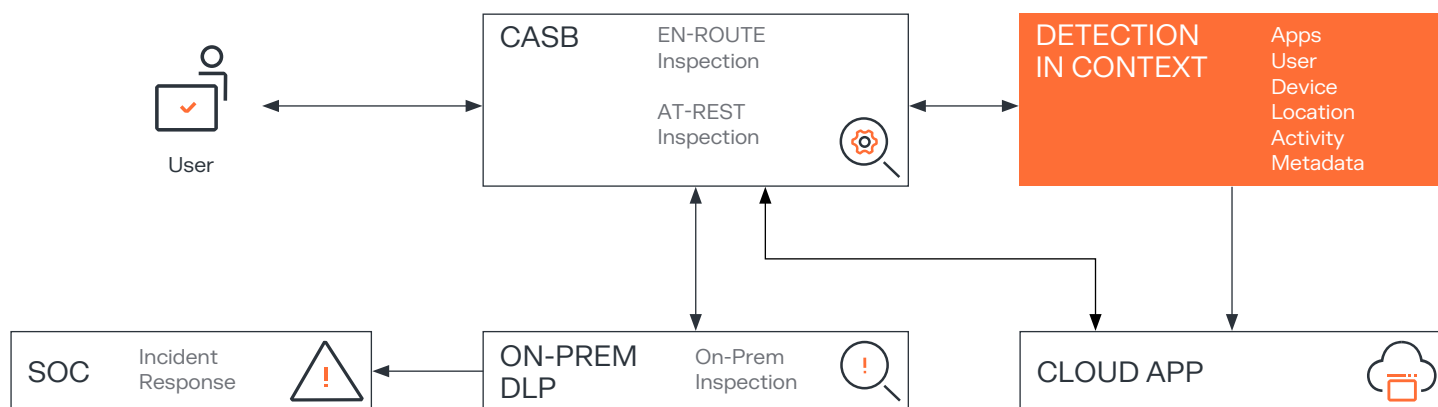 User
CASB
EN-ROUTE
Inspection
AT-REST
Inspection
DETECTION
IN CONTEXT
Apps
User
Device
Location
Activity
Metadata
SOC
Incident
Response
ON-PREM
DLP
On-Prem
Inspection
CLOUD APP